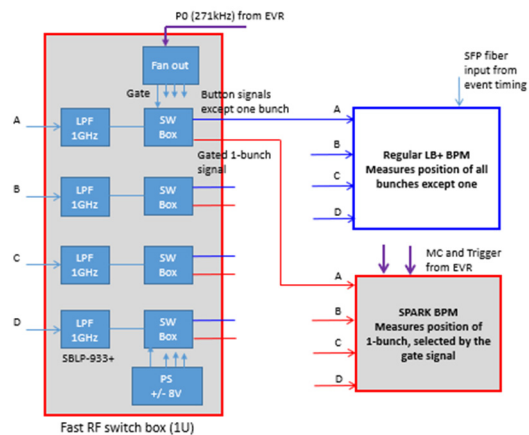 P0 (271kHz) from EVR
Fan out
Gate
Button signals
except one bunch
SFP fiber
input from
event timing
A
LPF
1GHz
SW
Box
A
Gated 1-bunch
signal
B
C
D
Regular LB+ BPM
Measures position of all
bunches except one
B
LPF
1GHz
SW
Box
C
LPF
1GHz
SW
Box
MC and Trigger
from EVR
A
B
C
D
SPARK BPM
Measures position of
1-bunch, selected by the
gate signal
D
LPF
1GHz
SW
Box
SBLP-933+
PS
+/- 8V
Fast RF switch box (1U)